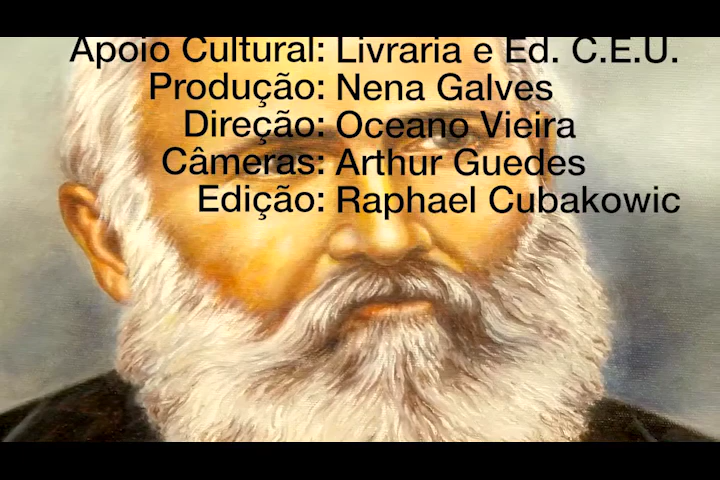 Apoio Cultural: Livraria e Ed. C.E.U.
Produção: Nena Galves
Direção: Oceano Vieira
Câmeras: Arthur Guedes
Edição: Raphael Cubakowic